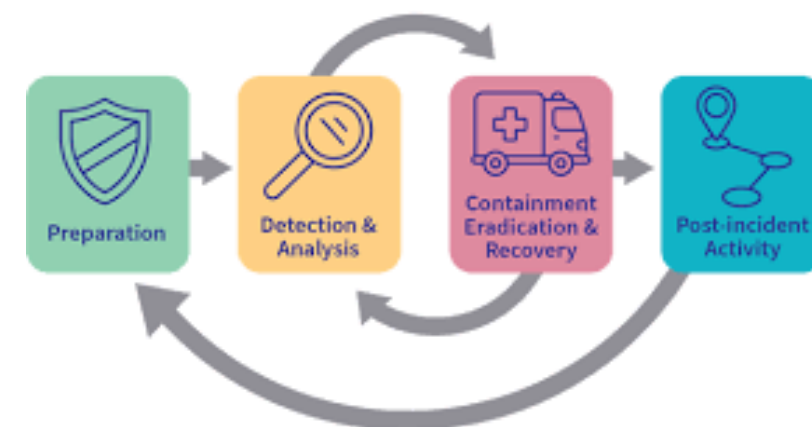 Preparation
Detection &
Analysis
Containment
Eradication &
Recovery
Post-incident
Activity